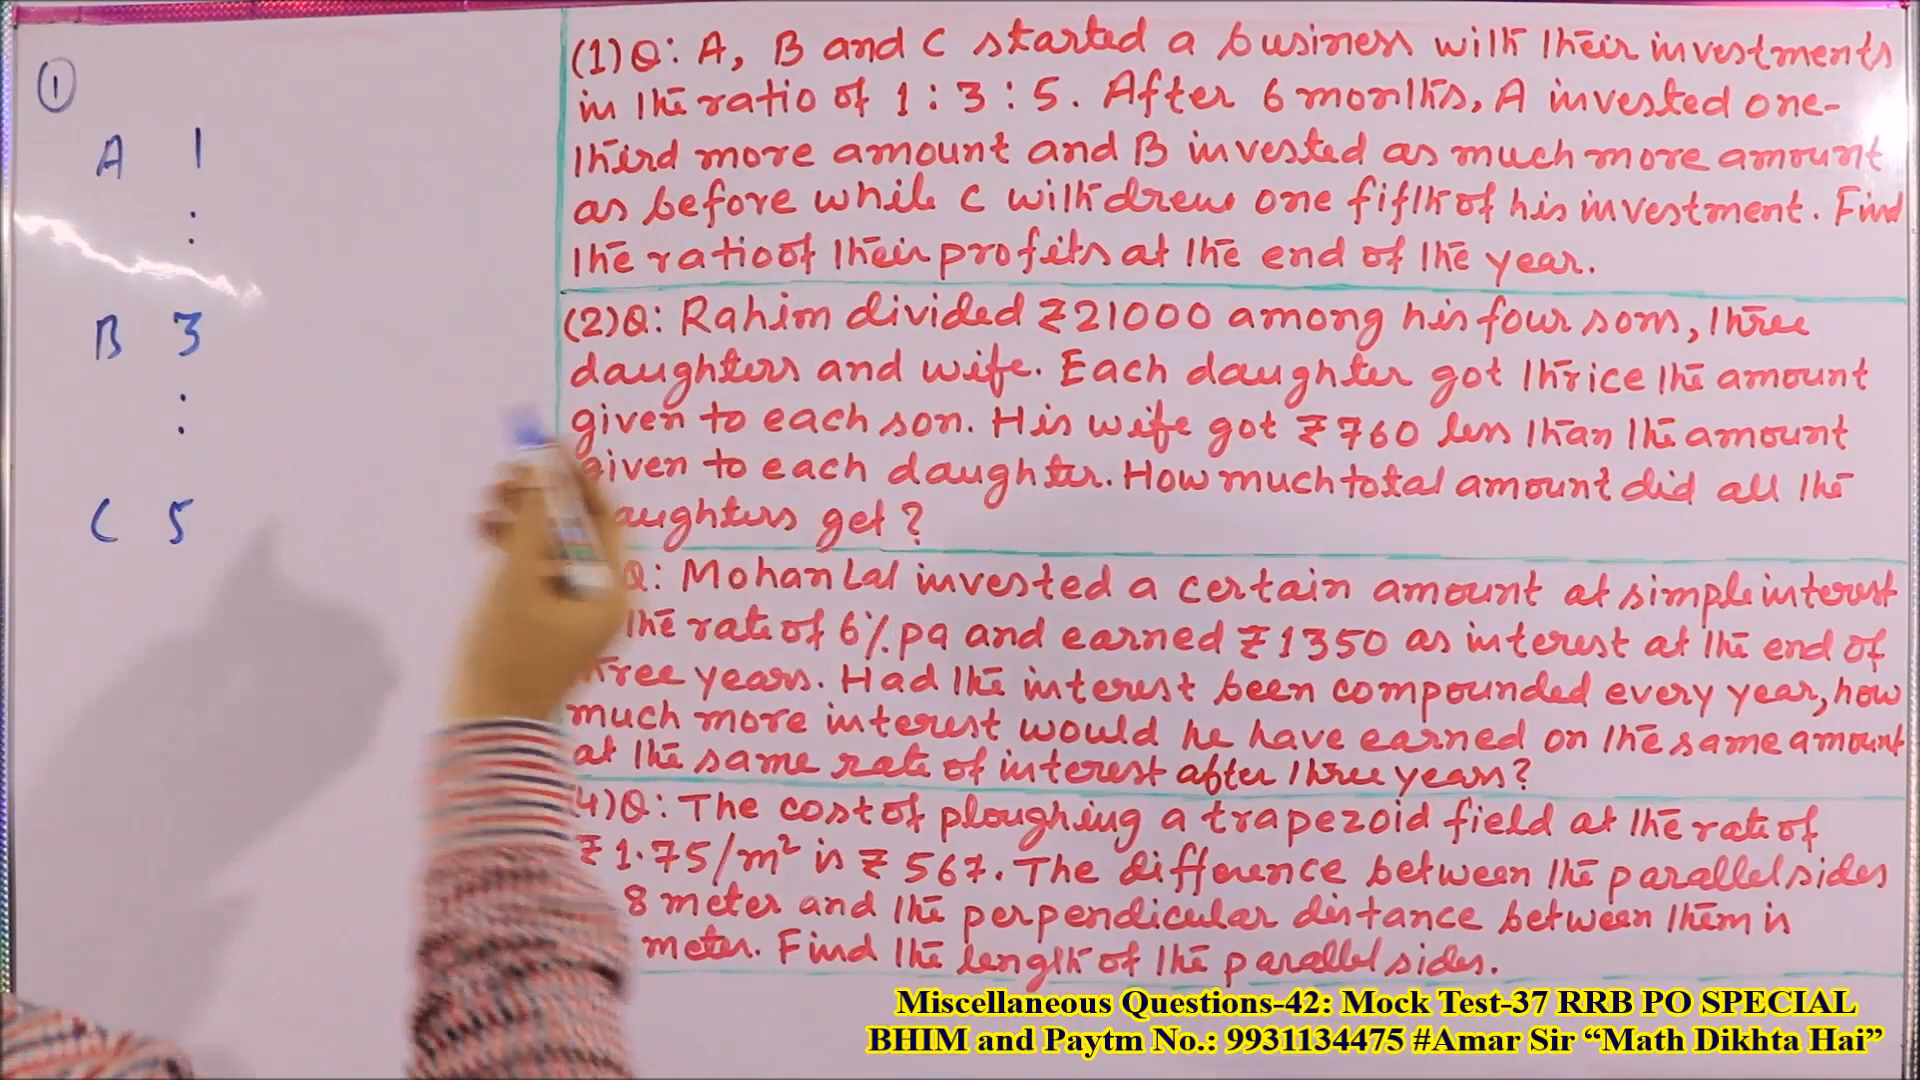 1
A 1
:
B 3
:
C 5
(1)Q: A, B and C started a business with their investments
in the ratio of 1 : 3 : 5. After 6 months, A invested one-
third more amount and B invested as much more amount
as before while C withdrew one fifth of his investment. Find
the ratio of their profits at the end of the year.
(2)Q: Rahim divided ₹21000 among his four sons, three
daughters and wife. Each daughter got thrice the amount
given to each son. His wife got ₹760 less than the amount
given to each daughter. How much total amount did all the
aughters get?
Q: Mohan Lal invested a certain amount at simple interest
the rate of 6% pa and earned ₹1350 as interest at the end of
three years. Had the interest been compounded every year, how
much more interest would he have earned on the same amount
at the same rate of interest after three years?
4)Q: The cost of ploughing a trapezoid field at the rate of
₹1.75/m² is ₹567. The difference between the parallel sides
8 meter and the perpendicular distance between them is
meter. Find the length of the parallel sides.
Miscellaneous Questions-42: Mock Test-37 RRB PO SPECIAL
BHIM and Paytm No.: 9931134475 #Amar Sir “Math Dikhta Hai”